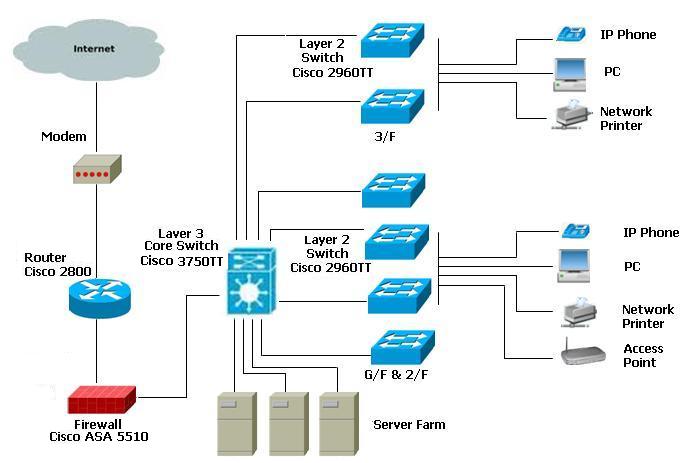 Internet
Modem
Router
Cisco 2800
Firewall
Cisco ASA 5510
Layer 3
Core Switch
Cisco 3750TT
Layer 2
Switch
Cisco 2960TT
3/F
IP Phone
PC
Network
Printer
Layer 2
Switch
Cisco 2960TT
G/F & 2/F
IP Phone
PC
Network
Printer
Access
Point
Server Farm